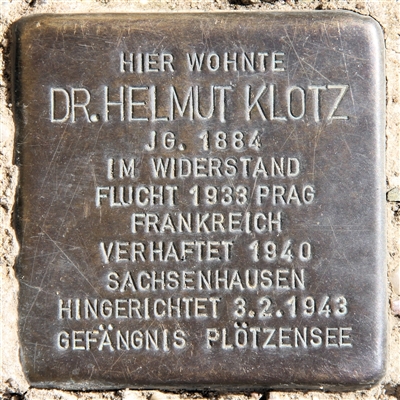 HIER WOHNTE
DR. HELMUT KLOTZ
JG. 1884
IM WIDERSTAND
FLUCHT 1933 PRAG
FRANKREICH
VERHAFTET 1940
SACHSENHAUSEN
HINGERICHTET 3.2.1943
GEFÄNGNIS PLÖTZENSEE